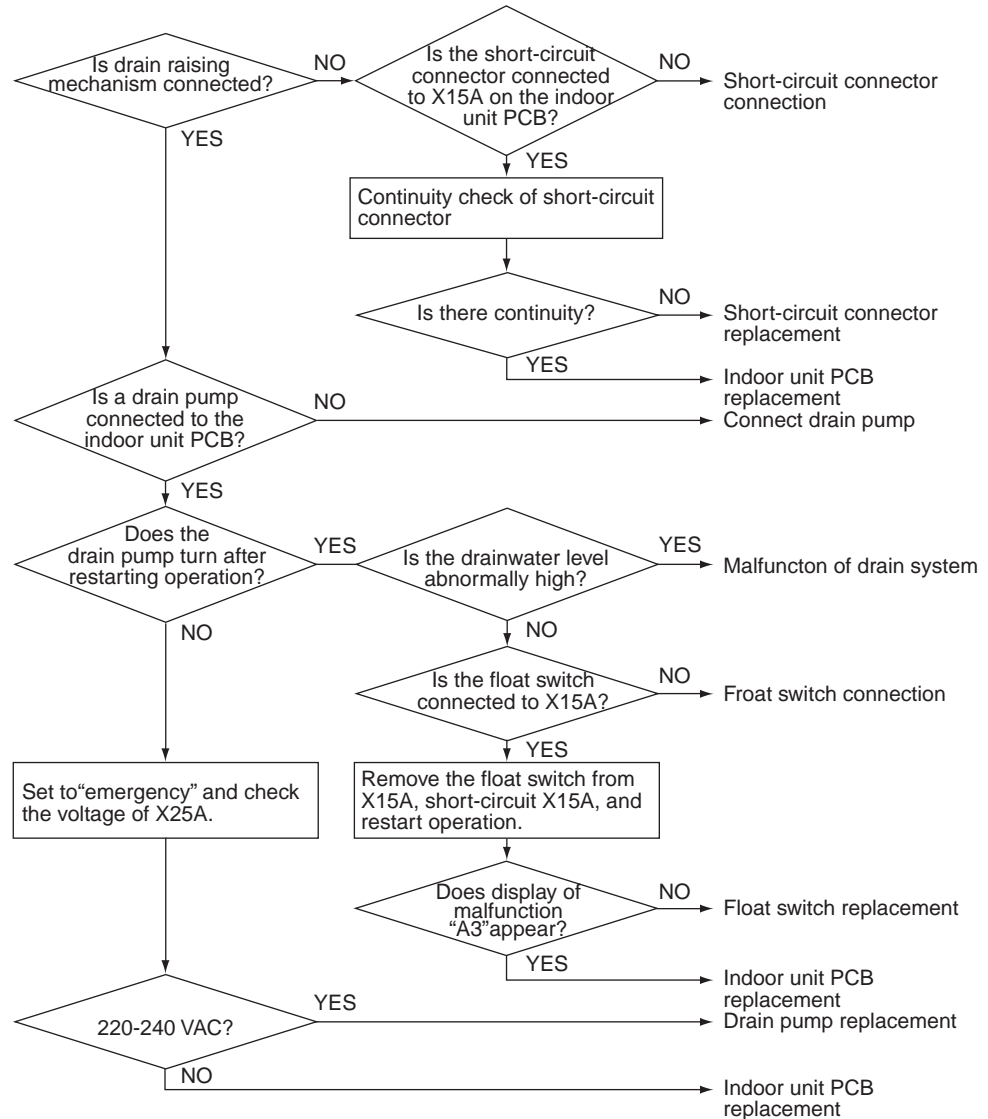 Is drain raising
mechanism connected?
NO
Is the short-circuit
connector connected
to X15A on the indoor
unit PCB?
NO
Short-circuit connector
connection
YES
YES
Continuity check of short-circuit
connector
Is there continuity?
NO
Short-circuit connector
replacement
YES
Indoor unit PCB
replacement
Is a drain pump
connected to the
indoor unit PCB?
NO
Connect drain pump
YES
Does the
drain pump turn after
restarting operation?
YES
Is the drainwater level
abnormally high?
YES
Malfuncton of drain system
NO
NO
Is the float switch
connected to X15A?
NO
Froat switch connection
YES
Set to“emergency” and check
the voltage of X25A.
Remove the float switch from
X15A, short-circuit X15A, and
restart operation.
Does display of
malfunction
“A3”appear?
NO
Float switch replacement
YES
Indoor unit PCB
replacement
220-240 VAC?
YES
Drain pump replacement
NO
Indoor unit PCB
replacement